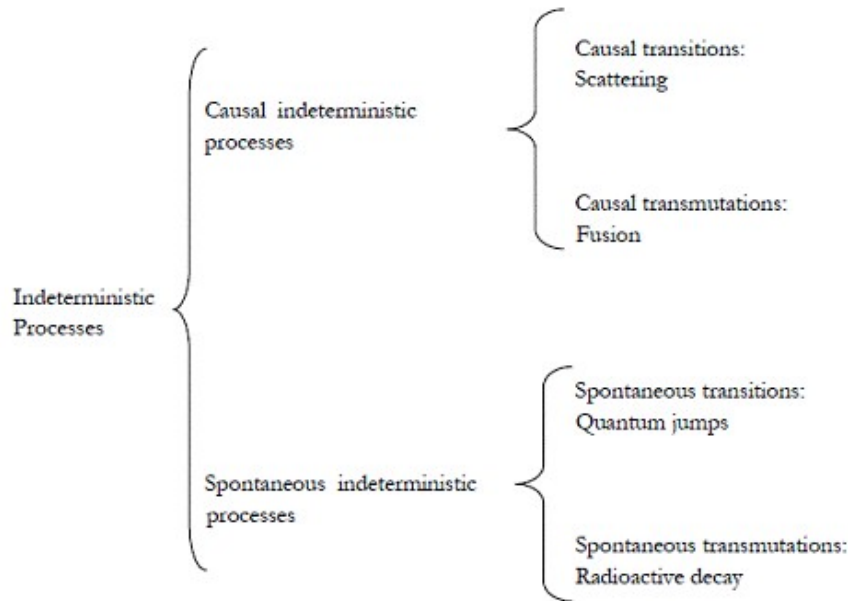 Indeterministic
Processes
Causal indeterministic
processes
Causal transitions:
Scattering
Causal transmutations:
Fusion
Spontaneous indeterministic
processes
Spontaneous transitions:
Quantum jumps
Spontaneous transmutations:
Radioactive decay